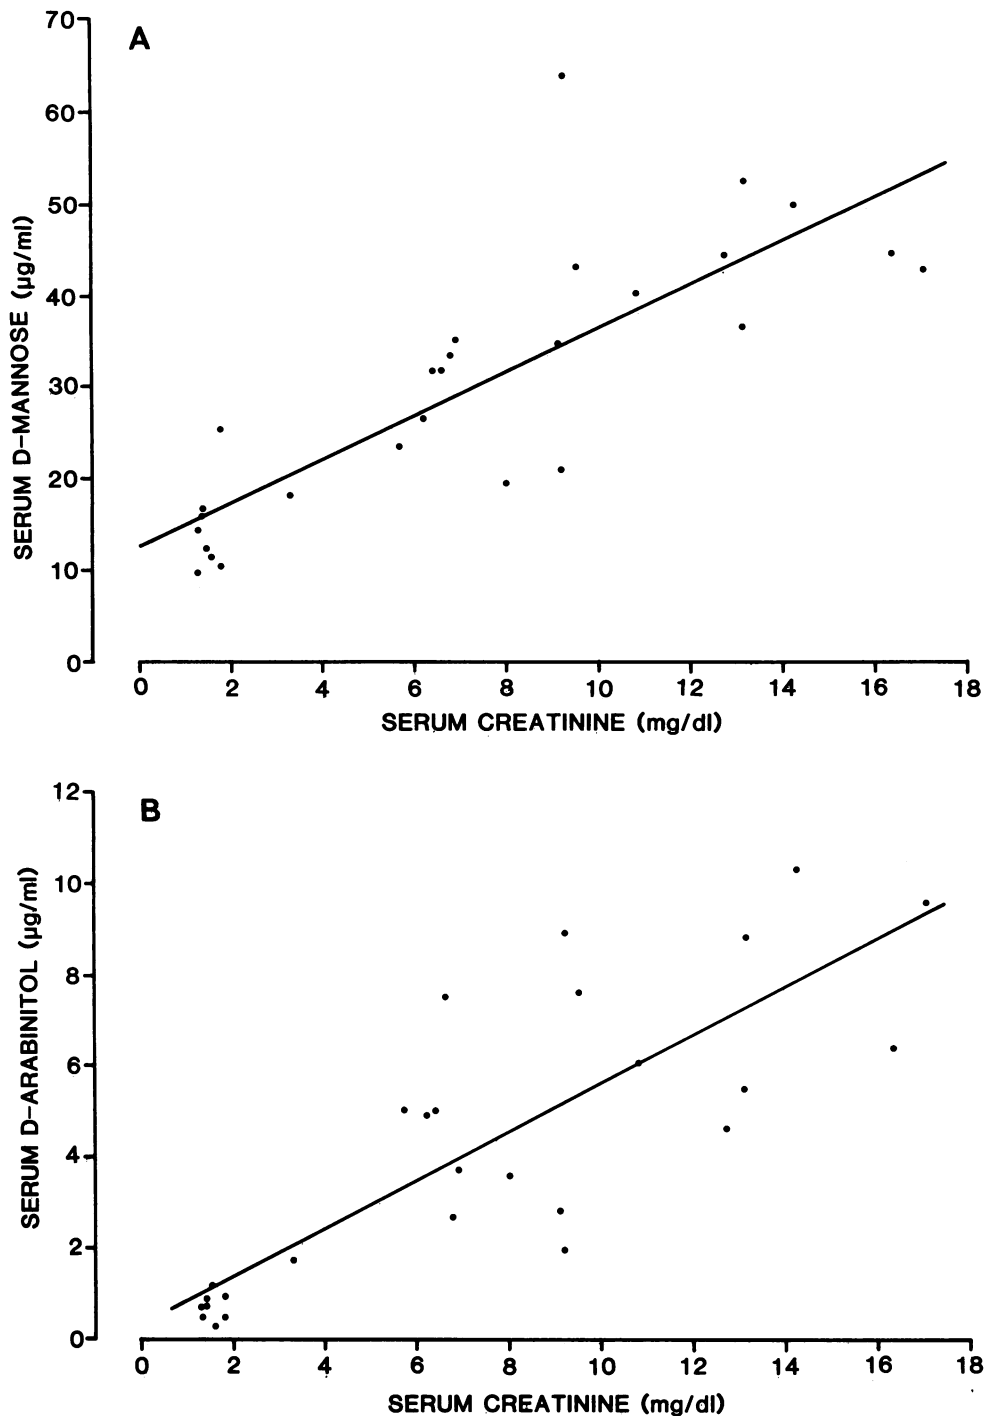 A
70
60
50
40
30
20
10
0
SERUM D-MANNOSE (µg/ml)
0 2 4 6 8 10 12 14 16 18
SERUM CREATININE (mg/dl)
B
12
10
8
6
4
2
0
SERUM D-ARABINITOL (µg/ml)
0 2 4 6 8 10 12 14 16 18
SERUM CREATININE (mg/dl)